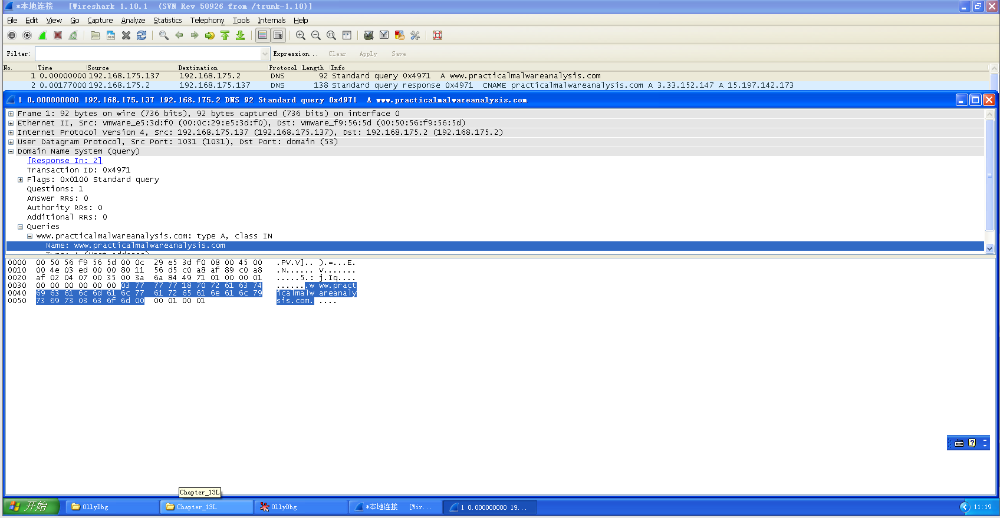 *本地连接   [Wireshark 1.10.1  (SVN Rev 50926 from /trunk-1.10)]
File Edit View Go Capture Analyze Statistics Telephony Tools Internals Help
Filter: Expression... Clear Apply Save
No. Time Source Destination Protocol Length Info
1 0.00000000 192.168.175.137 192.168.175.2 DNS 92 Standard query 0x4971  A www.practicalmalwareanalysis.com
2 0.00177000 192.168.175.2 192.168.175.137 DNS 138 Standard query response 0x4971  CNAME practicalmalwareanalysis.com A 3.33.152.147 A 15.197.142.173
1 0.000000000 192.168.175.137 192.168.175.2 DNS 92 Standard query 0x4971  A www.practicalmalwareanalysis.com
Frame 1: 92 bytes on wire (736 bits), 92 bytes captured (736 bits) on interface 0
Ethernet II, Src: Vmware_e5:3d:f0 (00:0c:29:e5:3d:f0), Dst: Vmware_f9:56:5d (00:50:56:f9:56:5d)
Internet Protocol Version 4, Src: 192.168.175.137 (192.168.175.137), Dst: 192.168.175.2 (192.168.175.2)
User Datagram Protocol, Src Port: 1031 (1031), Dst Port: domain (53)
Domain Name System (query)
[Response In: 2]
Transaction ID: 0x4971
Flags: 0x0100 Standard query
Questions: 1
Answer RRs: 0
Authority RRs: 0
Additional RRs: 0
Queries
www.practicalmalwareanalysis.com: type A, class IN
Name: www.practicalmalwareanalysis.com
0000  00 50 56 f9 56 5d 00 0c  29 e5 3d f0 08 00 45 00   .PV.V].. ).=...E.
0010  00 4e 03 ed 00 00 80 11  56 d5 c0 a8 af 89 c0 a8   .N...... V.......
0020  af 02 04 07 00 35 00 3a  6a 84 49 71 01 00 00 01   .....5.: j.Iq....
0030  00 00 00 00 00 00 03 77  77 77 18 70 72 61 63 74   .......w ww.pract
0040  69 63 61 6c 6d 61 6c 77  61 72 65 61 6e 61 6c 79   icalmalw areanaly
0050  73 69 73 03 63 6f 6d 00  00 01 00 01   sis.com. ....
Chapter_13L
开始 OllyDbg Chapter_13L OllyDbg *本地连接   [Wir... 1 0.000000000 19... 11:19